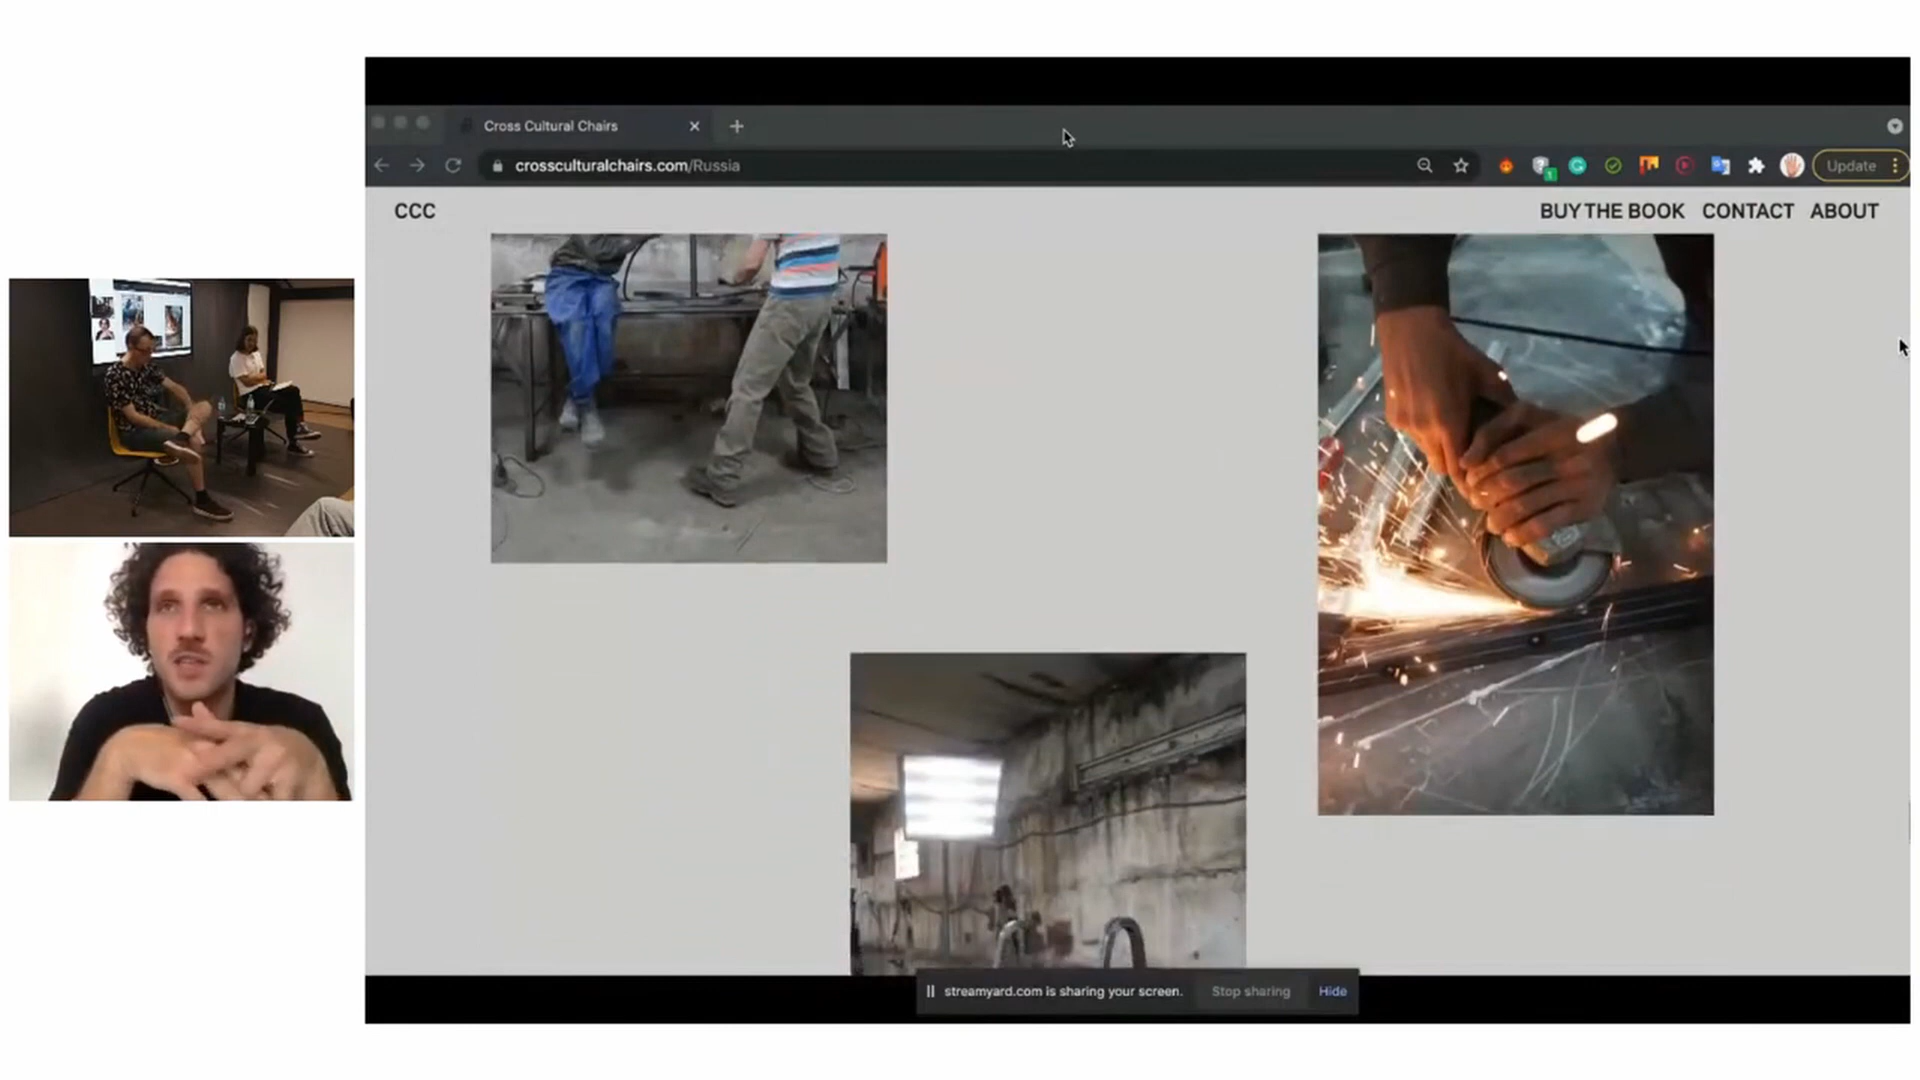 Cross Cultural Chairs
crossculturalchairs.com/Russia
Update
1
CCC
BUY THE BOOK CONTACT ABOUT
streamyard.com is sharing your screen. Stop sharing Hide